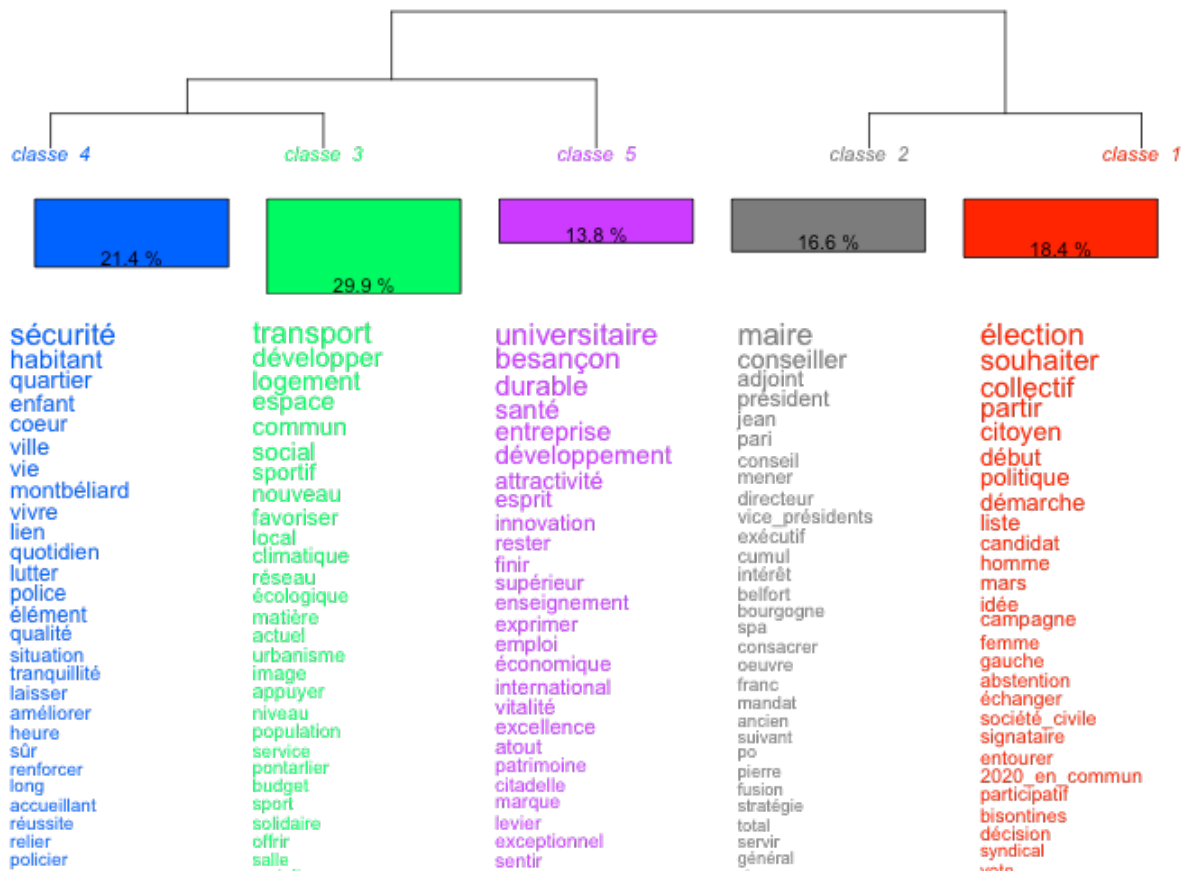 classe 4
classe 3
classe 5
classe 2
classe 1
21.4 %
29.9 %
13.8 %
16.6 %
18.4 %
sécurité
habitant
quartier
enfant
coeur
ville
vie
montbéliard
vivre
lien
quotidien
lutter
police
élément
qualité
situation
tranquillité
laisser
améliorer
heure
sûr
renforcer
long
accueillant
réussite
relier
policier
transport
développer
logement
espace
commun
social
sportif
nouveau
favoriser
local
climatique
réseau
écologique
matière
actuel
urbanisme
image
appuyer
niveau
population
service
pontarlier
budget
sport
solidaire
offrir
salle
universitaire
besançon
durable
santé
entreprise
développement
attractivité
esprit
innovation
rester
finir
supérieur
enseignement
exprimer
emploi
économique
international
vitalité
excellence
atout
patrimoine
citadelle
marque
levier
exceptionnel
sentir
maire
conseiller
adjoint
président
jean
pari
conseil
mener
directeur
vice_présidents
exécutif
cumul
intérêt
belfort
bourgogne
spa
consacrer
oeuvre
franc
mandat
ancien
suivant
po
pierre
fusion
stratégie
total
servir
général
élection
souhaiter
collectif
partir
citoyen
début
politique
démarche
liste
candidat
homme
mars
idée
campagne
femme
gauche
abstention
échanger
société_civile
signataire
entourer
2020_en_commun
participatif
bisontines
décision
syndical